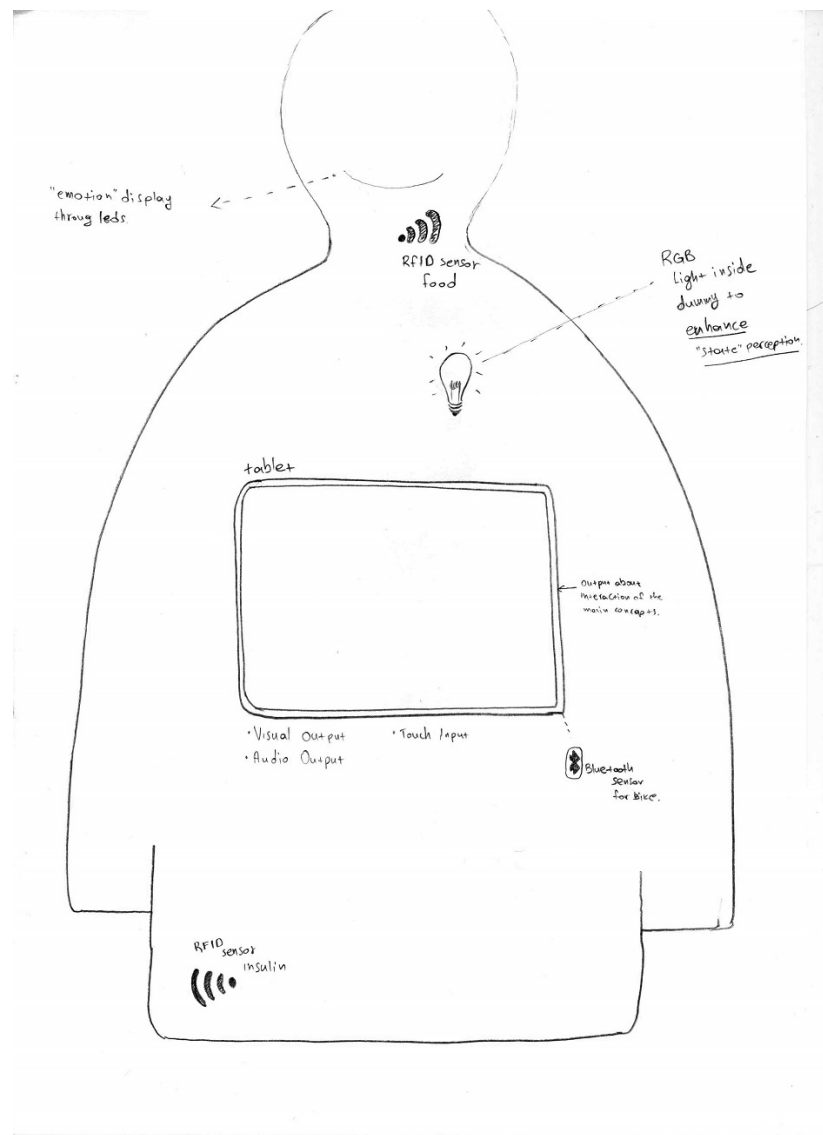 "emotion" display
throug leds.
RFID sensor
food
RGB
Light inside
dummy to
enhance
"state" perception.
tablet
output about
interaction of the
main concepts.
• Visual Output
• Audio Output
• Touch Input
Bluetooth
sensor
for Bike.
RFID
sensor
insulin